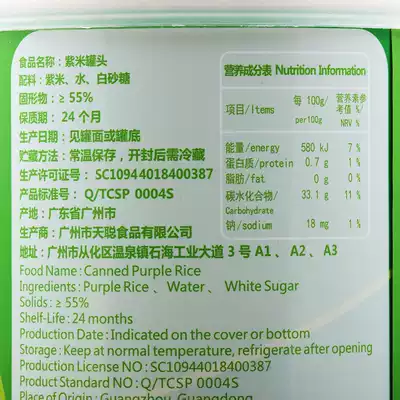 食品名称：紫米罐头
配料：紫米、水、白砂糖
固形物：≥ 55%
保质期：24 个月
生产日期：见罐面或罐底
贮藏方法：常温保存，开封后需冷藏
生产许可证号：SC10944018400387
产品标准号：Q/TCSP 0004S
产地：广东省广州市
生产商：广州市天聪食品有限公司
地址：广州市从化区温泉镇石海工业大道 3 号 A1 、A2 、A3
Food Name: Canned Purple Rice
Ingredients: Purple Rice 、 Water 、 White Sugar
Solids: ≥ 55%
Shelf-Life: 24 months
Production Date: Indicated on the cover or bottom
Storage: Keep at normal temperature, refrigerate after opening
Production License NO: SC10944018400387
Product Standard NO : Q/TCSP 0004S
Place of Origin : Guangzhou, Guangdong
营养成分表 Nutrition Information
项目/Items 每 100g/ per100g 营养素参考值 %/ NRV %
能量/energy 580 kJ 7 %
蛋白质/protein 0.7 g 1 %
脂肪/fat 0 g 0 %
碳水化合物/ Carbohydrate 33.1 g 11 %
钠/sodium 18 mg 1 %